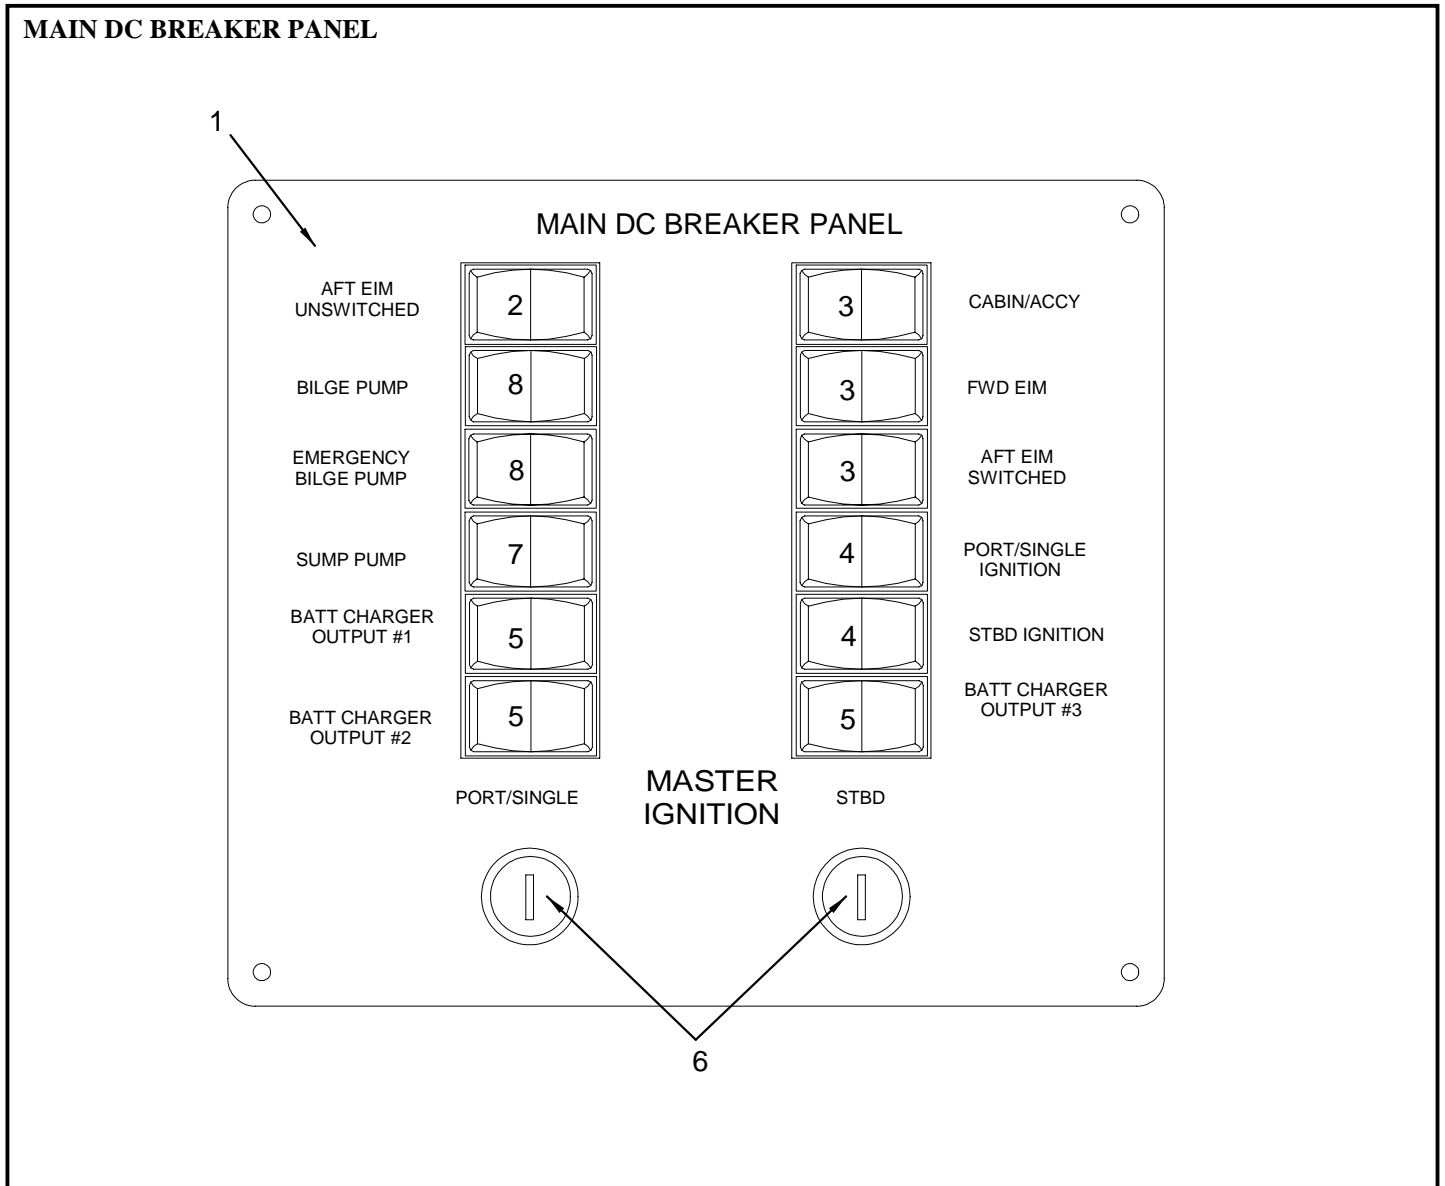 MAIN DC BREAKER PANEL
1
MAIN DC BREAKER PANEL
AFT EIM
UNSWITCHED
2
3
CABIN/ACCY
BILGE PUMP
8
3
FWD EIM
EMERGENCY
BILGE PUMP
8
3
AFT EIM
SWITCHED
SUMP PUMP
7
4
PORT/SINGLE
IGNITION
BATT CHARGER
OUTPUT #1
5
4
STBD IGNITION
BATT CHARGER
OUTPUT #2
5
5
BATT CHARGER
OUTPUT #3
PORT/SINGLE
MASTER
IGNITION
STBD
6